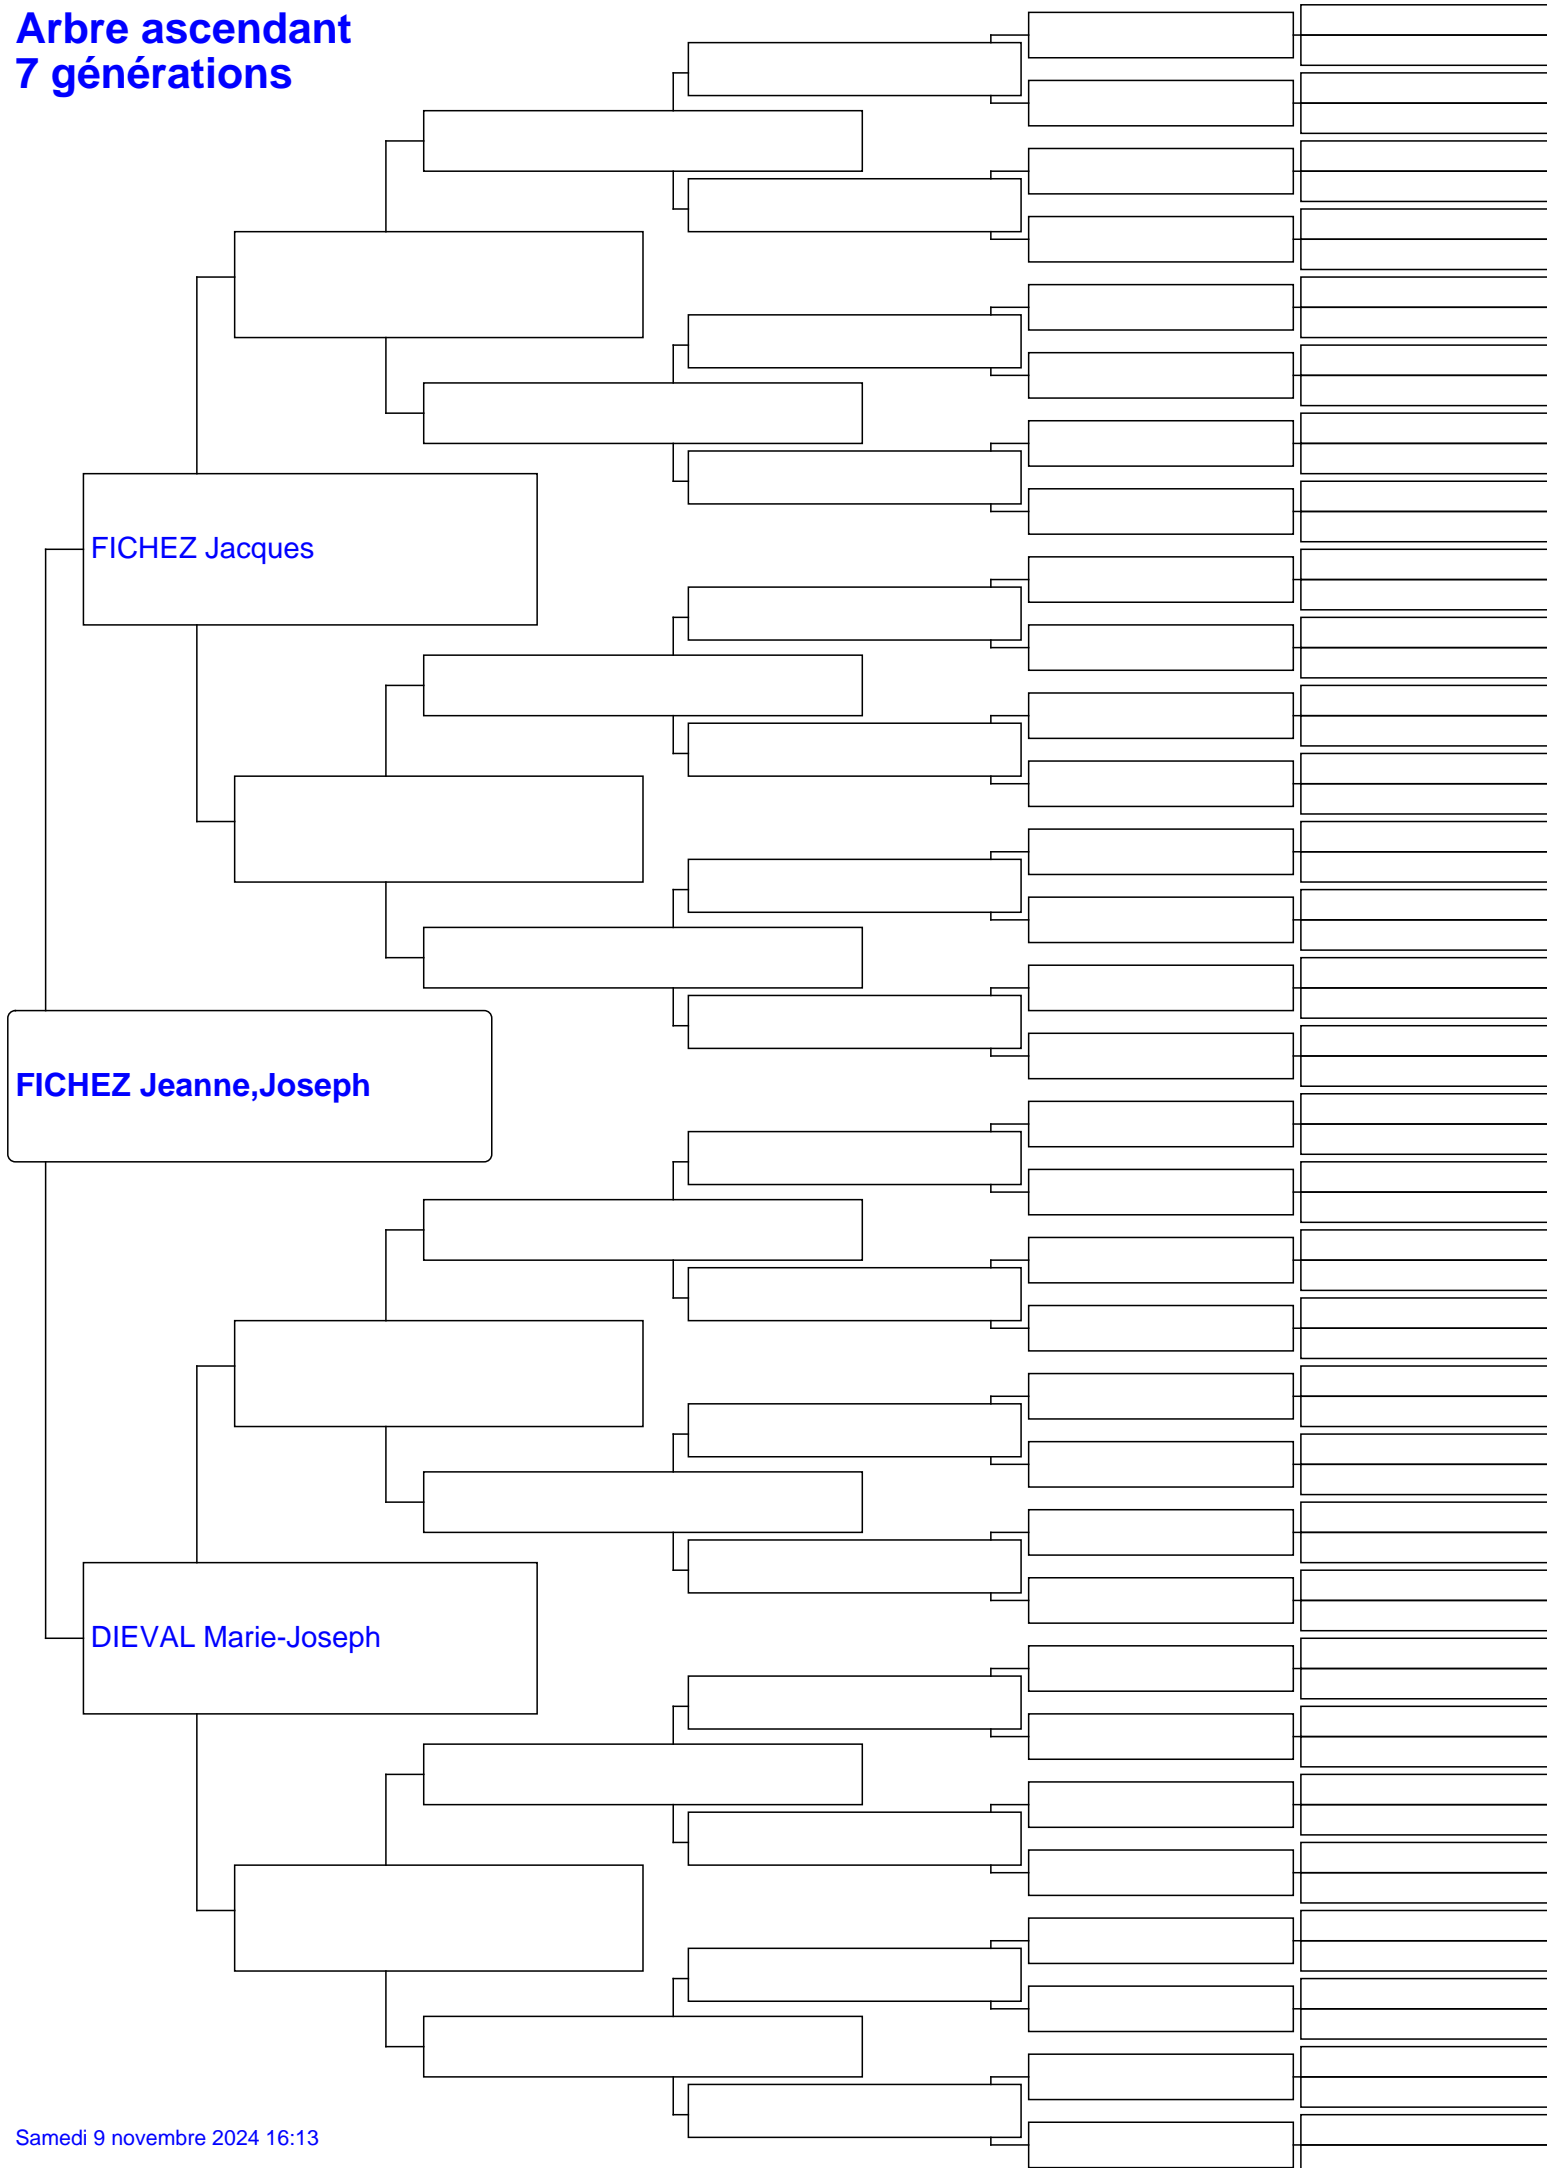 Arbre ascendant
7 générations
FICHEZ Jacques
FICHEZ Jeanne,Joseph
DIEVAL Marie-Joseph
Samedi 9 novembre 2024 16:13